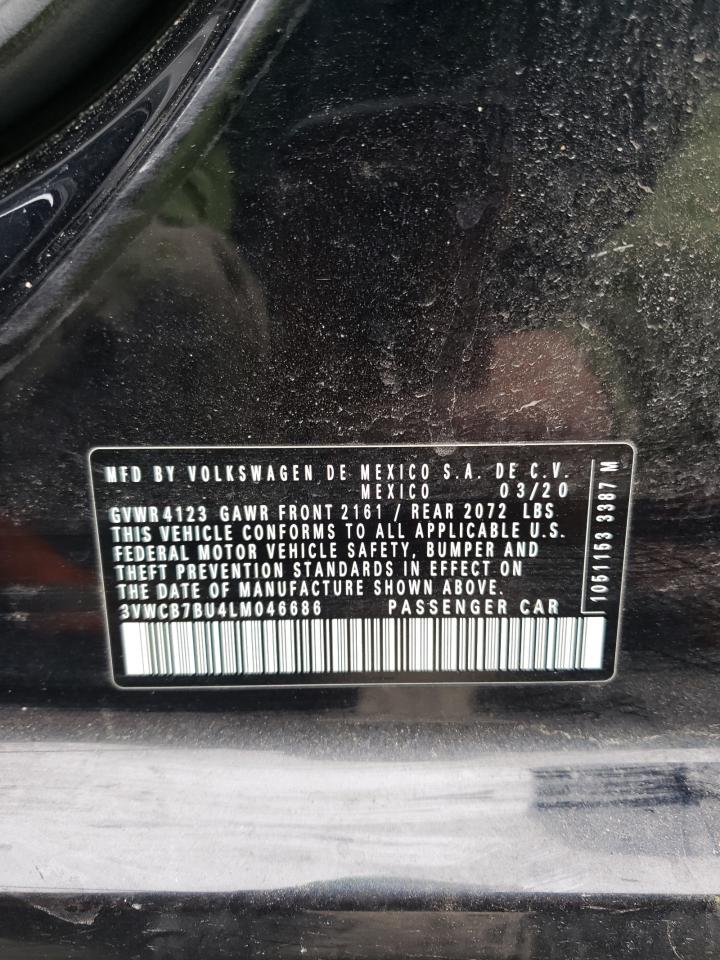 MFD BY VOLKSWAGEN DE MEXICO S.A. DE C.V.
MEXICO 03/20
GVWR 4123 GAWR FRONT 2161 / REAR 2072 LBS
THIS VEHICLE CONFORMS TO ALL APPLICABLE U.S.
FEDERAL MOTOR VEHICLE SAFETY, BUMPER AND
THEFT PREVENTION STANDARDS IN EFFECT ON
THE DATE OF MANUFACTURE SHOWN ABOVE.
3VWCB7BU4LM046686 PASSENGER CAR
1051153 3387 M